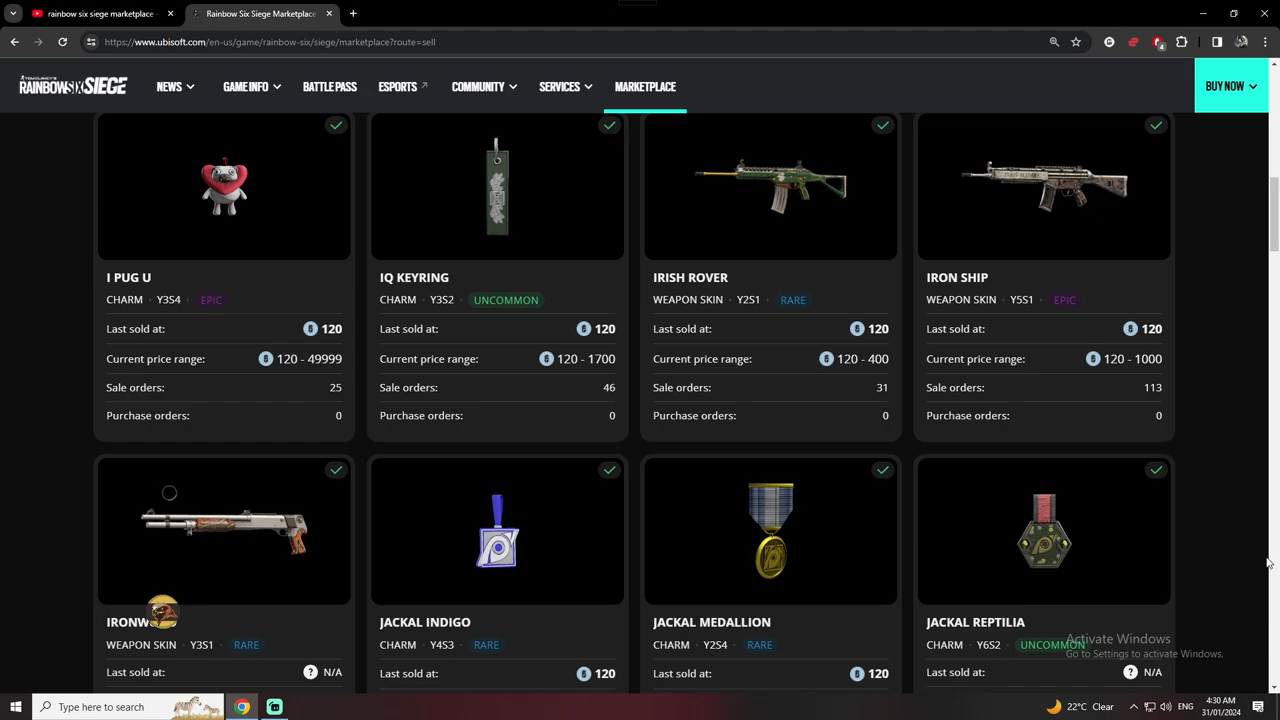 rainbow six siege marketplace
Rainbow Six Siege Marketplace
https://www.ubisoft.com/en-us/game/rainbow-six/siege/marketplace?route=sell
TOM CLANCY'S
RAINBOWSIXSIEGE
NEWS
GAME INFO
BATTLE PASS
ESPORTS
COMMUNITY
SERVICES
MARKETPLACE
BUY NOW
I PUG U
CHARM · Y3S4 · EPIC
Last sold at: 120
Current price range: 120 - 49999
Sale orders: 25
Purchase orders: 0
IQ KEYRING
CHARM · Y3S2 · UNCOMMON
Last sold at: 120
Current price range: 120 - 1700
Sale orders: 46
Purchase orders: 0
IRISH ROVER
WEAPON SKIN · Y2S1 · RARE
Last sold at: 120
Current price range: 120 - 400
Sale orders: 31
Purchase orders: 0
IRON SHIP
WEAPON SKIN · Y5S1 · EPIC
Last sold at: 120
Current price range: 120 - 1000
Sale orders: 113
Purchase orders: 0
WEAPON SKIN · Y3S1 · RARE
Last sold at: ? N/A
JACKAL INDIGO
CHARM · Y4S3 · RARE
Last sold at: 120
JACKAL MEDALLION
CHARM · Y2S4 · RARE
Last sold at: 120
JACKAL REPTILIA
CHARM · Y6S2 · UNCOMMON
Last sold at: ? N/A
Activate Windows
Go to Settings to activate Windows.
Type here to search
22°C Clear
ENG
4:30 AM
31/01/2024